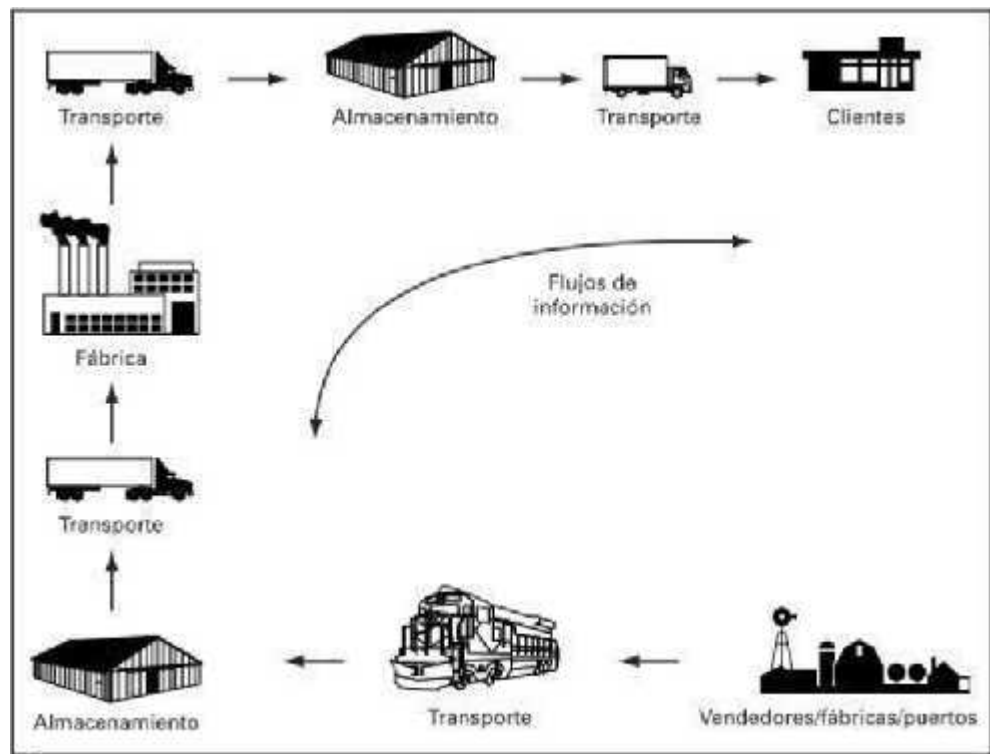 Transporte
Almacenamiento
Transporte
Clientes
Flujos de
información
Fábrica
Transporte
Almacenamiento
Transporte
Vendedores/fábricas/puertos